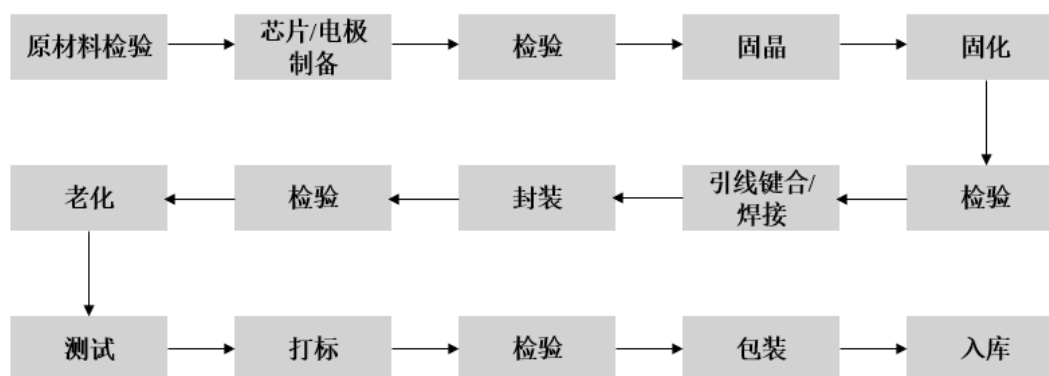 原材料检验
芯片/电极
制备
检验
固晶
固化
检验
引线键合/
焊接
封装
检验
老化
测试
打标
检验
包装
入库